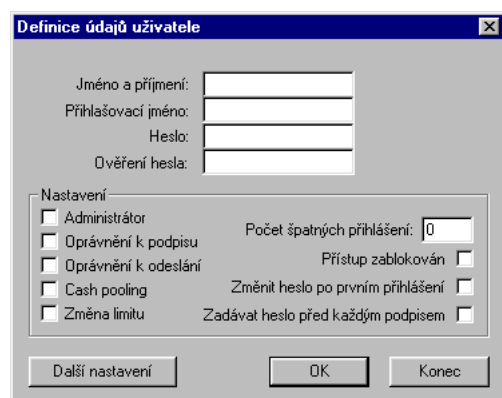 Definice údajů uživatele
Jméno a příjmení:
Přihlašovací jméno:
Heslo:
Ověření hesla:
Nastavení
Administrátor
Oprávnění k podpisu
Oprávnění k odeslání
Cash pooling
Změna limitu
Počet špatných přihlášení: 0
Přístup zablokován
Změnit heslo po prvním přihlášení
Zadávat heslo před každým podpisem
Další nastavení
OK
Konec